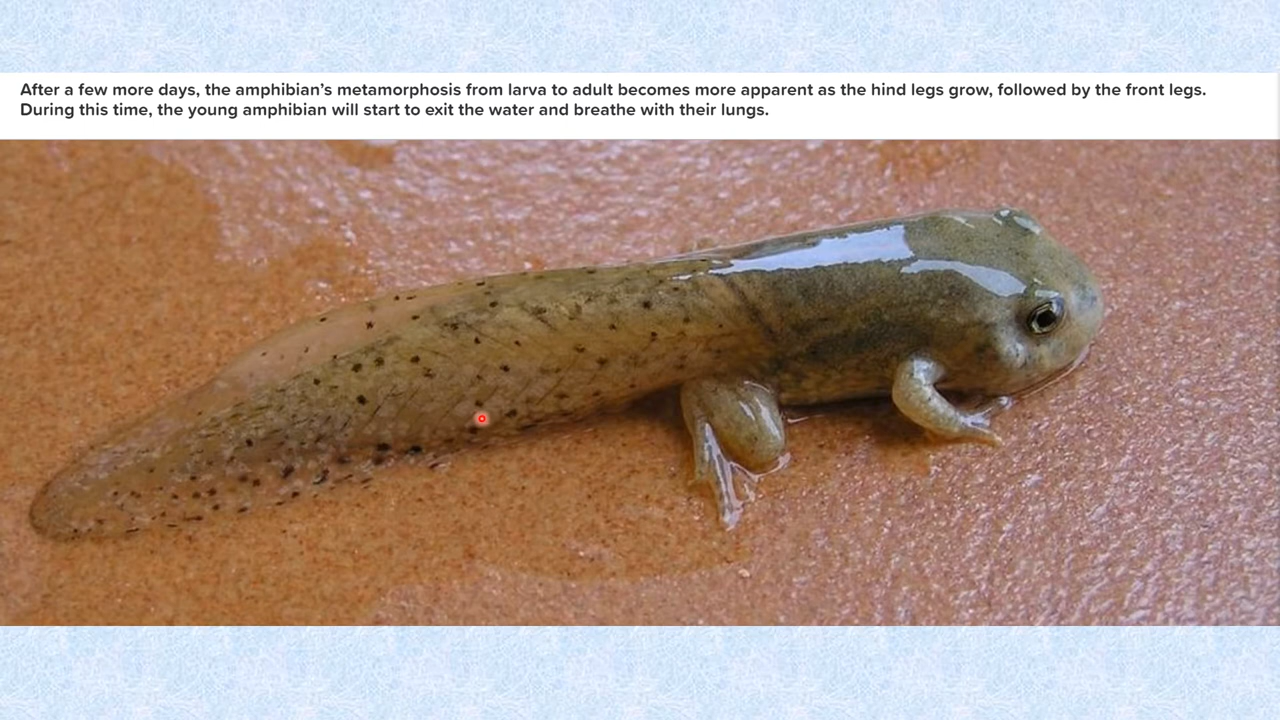 After a few more days, the amphibian’s metamorphosis from larva to adult becomes more apparent as the hind legs grow, followed by the front legs.
During this time, the young amphibian will start to exit the water and breathe with their lungs.